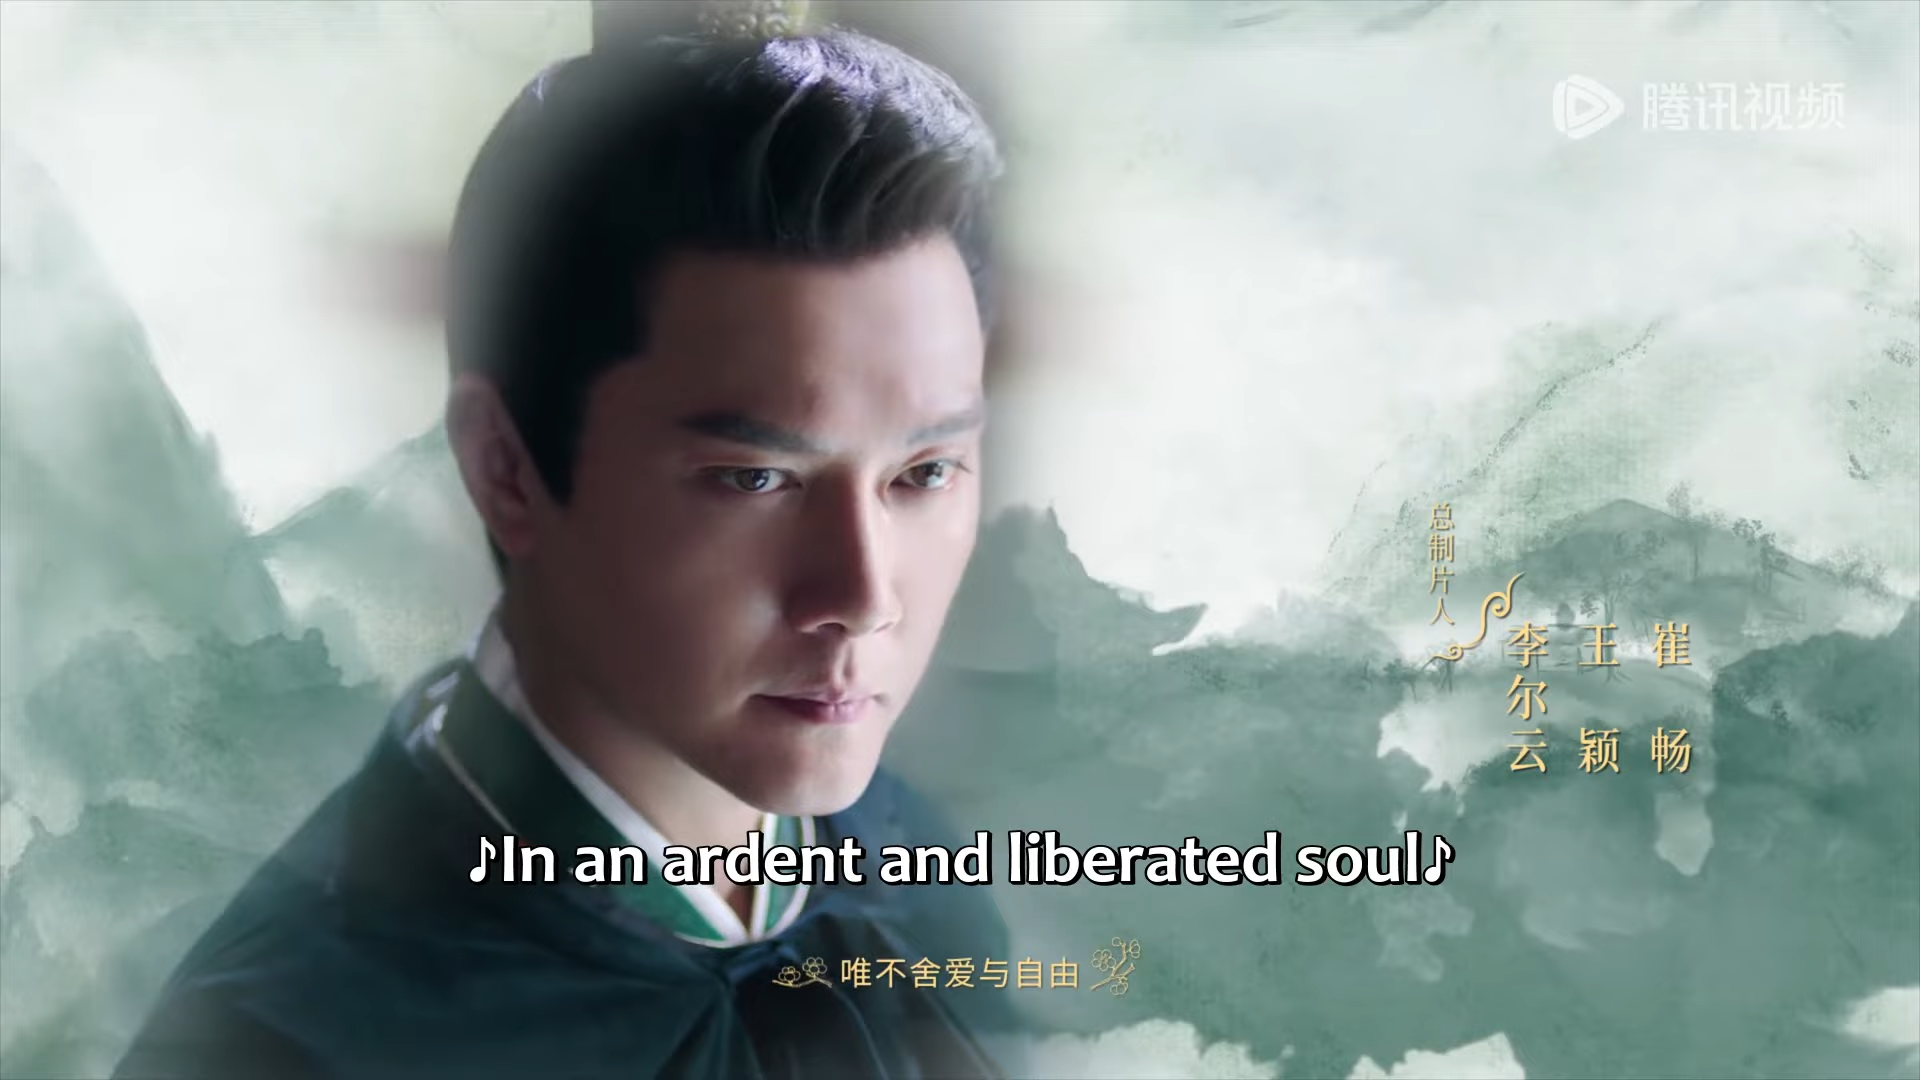 腾讯视频
总制片人
李尔云
王颖
崔畅
♪In an ardent and liberated soul♪
唯不舍爱与自由